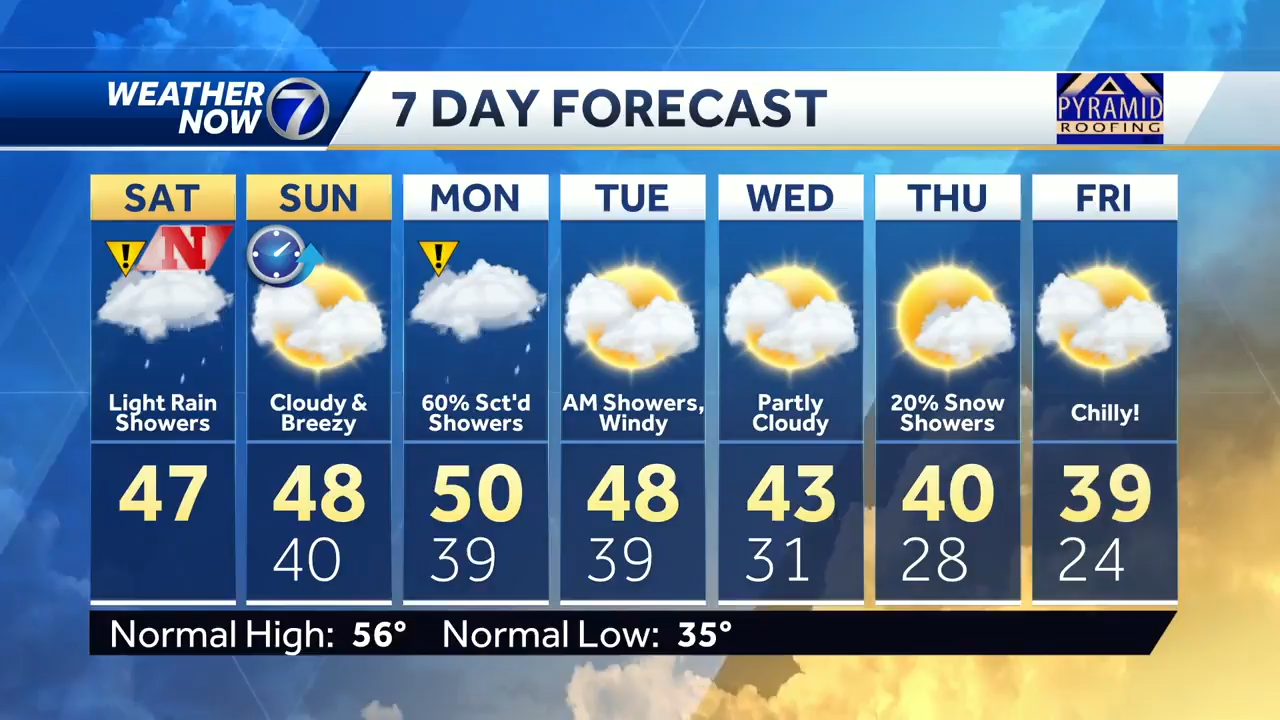 WEATHER
NOW 7
7 DAY FORECAST
PYRAMID
ROOFING
SAT
SUN
MON
TUE
WED
THU
FRI
!
N
!
Light Rain
Showers
Cloudy &
Breezy
60% Sct'd
Showers
AM Showers,
Windy
Partly
Cloudy
20% Snow
Showers
Chilly!
47
48
50
48
43
40
39
40
39
39
31
28
24
Normal High: 56° Normal Low: 35°